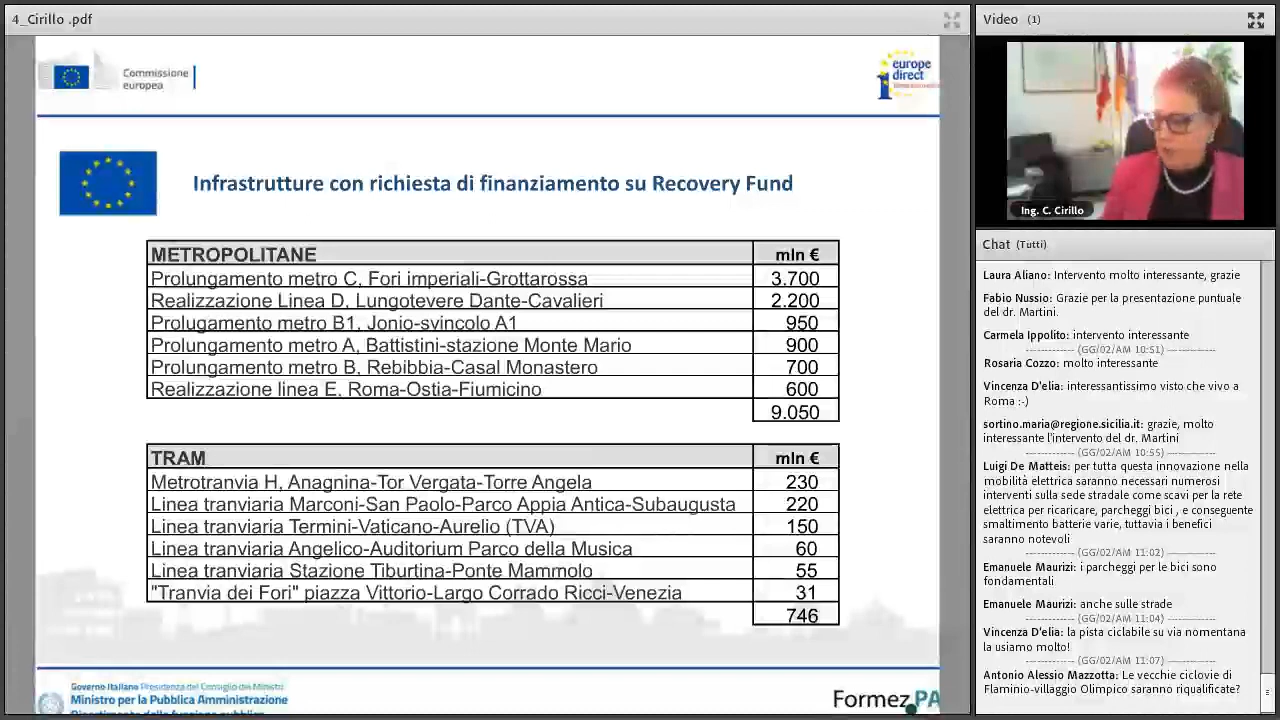 4_Cirillo .pdf
Commissione
europea
europe
direct
Infrastrutture con richiesta di finanziamento su Recovery Fund
METROPOLITANE mln €
Prolungamento metro C, Fori imperiali-Grottarossa 3.700
Realizzazione Linea D, Lungotevere Dante-Cavalieri 2.200
Prolugamento metro B1, Jonio-svincolo A1 950
Prolungamento metro A, Battistini-stazione Monte Mario 900
Prolungamento metro B, Rebibbia-Casal Monastero 700
Realizzazione linea E, Roma-Ostia-Fiumicino 600
9.050
TRAM mln €
Metrotranvia H, Anagnina-Tor Vergata-Torre Angela 230
Linea tranviaria Marconi-San Paolo-Parco Appia Antica-Subaugusta 220
Linea tranviaria Termini-Vaticano-Aurelio (TVA) 150
Linea tranviaria Angelico-Auditorium Parco della Musica 60
Linea tranviaria Stazione Tiburtina-Ponte Mammolo 55
"Tranvia dei Fori" piazza Vittorio-Largo Corrado Ricci-Venezia 31
746
Governo Italiano Presidenza del Consiglio dei Ministri
Ministro per la Pubblica Amministrazione
Dipartimento della funzione pubblica
Formez PA
Video (1)
Ing. C. Cirillo
Chat (Tutti)
Laura Aliano: Intervento molto interessante, grazie
Fabio Nussio: Grazie per la presentazione puntuale
del dr. Martini.
Carmela Ippolito: intervento interessante
------------- (GG/02/AM 10:51) -------------
Rosaria Cozzo: molto interessante
Vincenza D'elia: interessantissimo visto che vivo a
Roma :-)
sortino.maria@regione.sicilia.it: grazie, molto
interessante l'intervento del dr. Martini
------------- (GG/02/AM 10:55) -------------
Luigi De Matteis: per tutta questa innovazione nella
mobilità elettrica saranno necessari numerosi
interventi sulla sede stradale come scavi per la rete
elettrica per ricaricare, parcheggi bici , e conseguente
smaltimento batterie varie, tuttavia i benefici
saranno notevoli
------------- (GG/02/AM 11:02) -------------
Emanuele Maurizi: i parcheggi per le bici sono
fondamentali
Emanuele Maurizi: anche sulle strade
------------- (GG/02/AM 11:04) -------------
Vincenza D'elia: la pista ciclabile su via nomentana
la usiamo molto!
------------- (GG/02/AM 11:07) -------------
Antonio Alessio Mazzotta: Le vecchie ciclovie di
Flaminio-villaggio Olimpico saranno riqualificate?